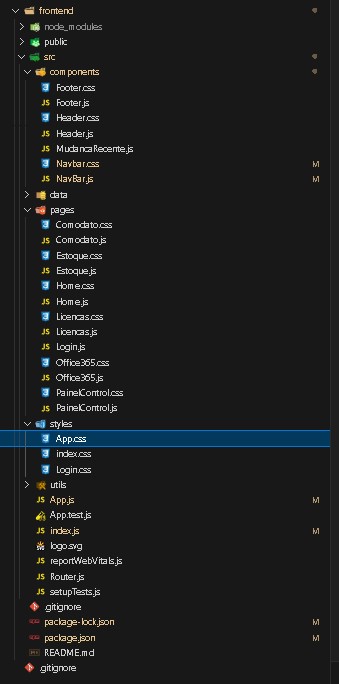 frontend
node_modules
public
src
components
Footer.css
Footer.js
Header.css
Header.js
MudancaRecente.js
Navbar.css M
NavBar.js M
data
pages
Comodato.css
Comodato.js
Estoque.css
Estoque.js
Home.css
Home.js
Licencas.css
Licencas.js
Login.js
Office365.css
Office365.js
PainelControl.css
PainelControl.js
styles
App.css
index.css
Login.css
utils
App.js M
App.test.js
index.js M
logo.svg
reportWebVitals.js
Router.js
setupTests.js
.gitignore
package-lock.json M
package.json M
README.md
.gitignore